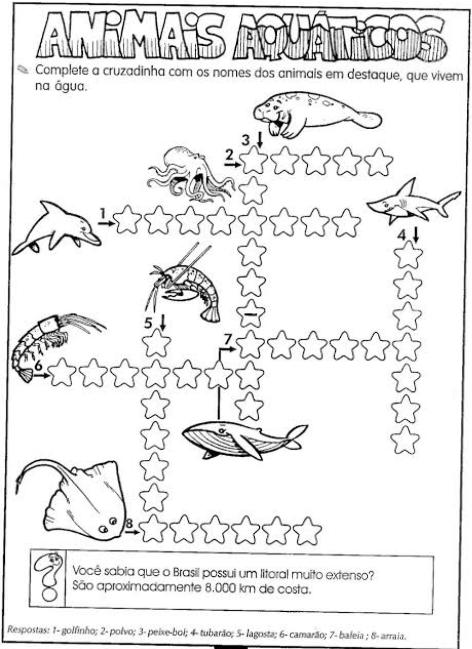 ANiMAiS AQUÁTiCOS
Complete a cruzadinha com os nomes dos animais em destaque, que vivem
na água.
3
2
1
4
5
7
6
8
Você sabia que o Brasil possui um litoral muito extenso?
São aproximadamente 8.000 km de costa.
Respostas: 1- golfinho; 2- polvo; 3- peixe-boi; 4- tubarão; 5- lagosta; 6- camarão; 7- baleia ; 8- arraia.